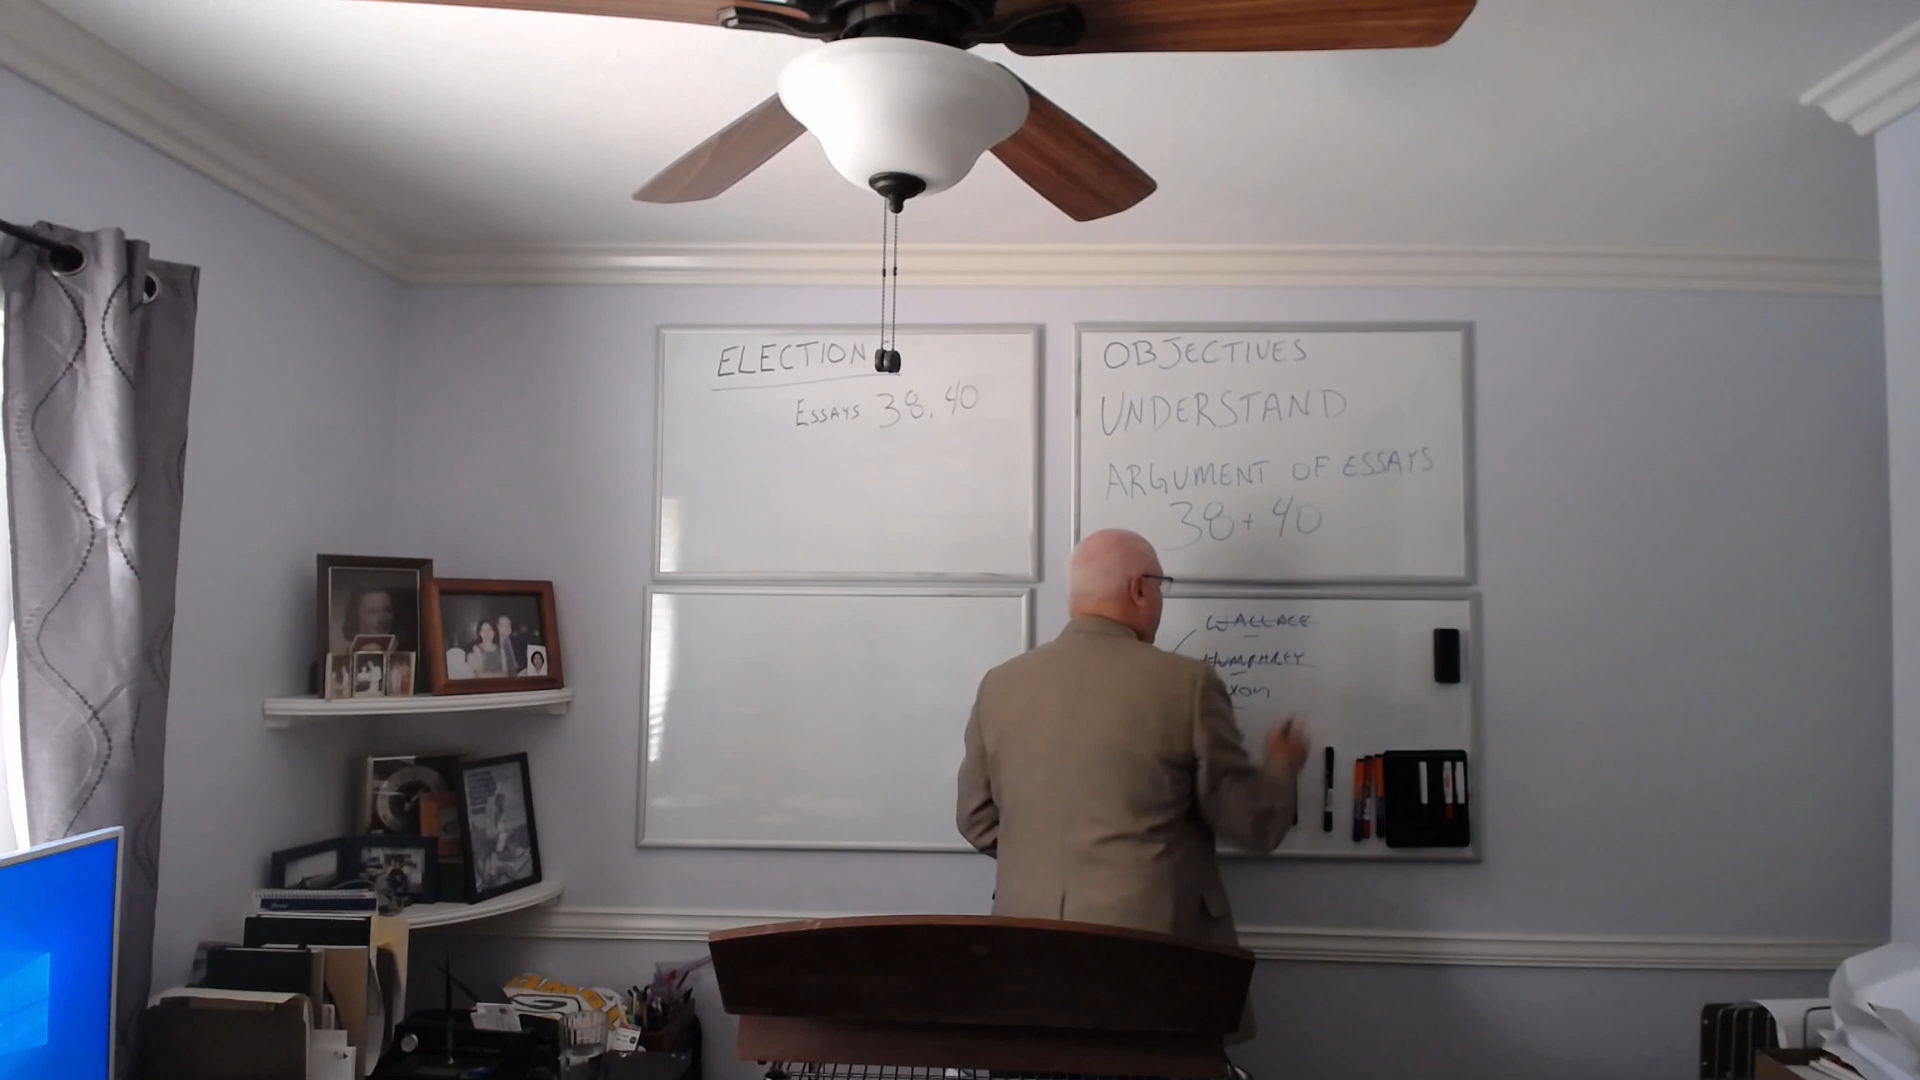 ELECTION
Essays 38, 40
OBJECTIVES
UNDERSTAND
ARGUMENT OF ESSAYS
38 + 40
WALLACE
HUMPHREY